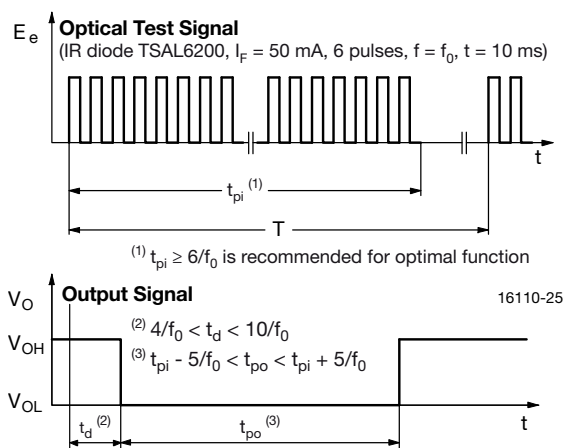 E_e Optical Test Signal
(IR diode TSAL6200, I_F = 50 mA, 6 pulses, f = f_0, t = 10 ms)
t
t_pi (1)
T
(1) t_pi ≥ 6/f_0 is recommended for optimal function
V_O Output Signal 16110-25
(2) 4/f_0 < t_d < 10/f_0
V_OH
(3) t_pi - 5/f_0 < t_po < t_pi + 5/f_0
V_OL
t_d (2) t_po (3) t